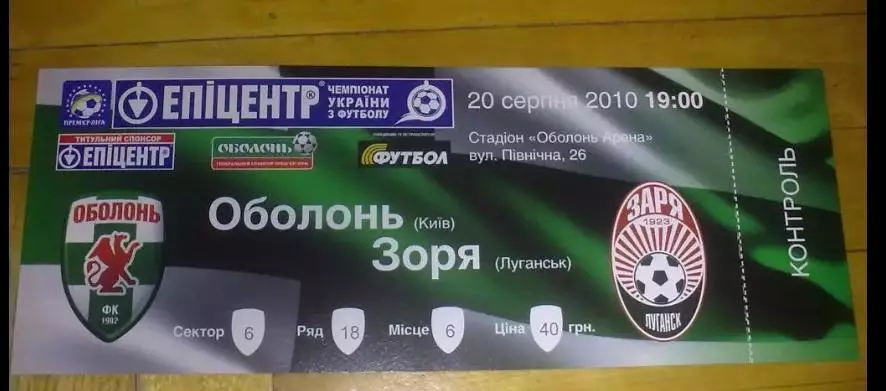 ПРЕМ'ЄР-ЛІГА
ЕПІЦЕНТР®
ЧЕМПІОНАТ
УКРАЇНИ
З ФУТБОЛУ
20 серпня 2010 19:00
ТИТУЛЬНИЙ СПОНСОР
ЕПІЦЕНТР
ОБОЛОНЬ
ФУТБОЛ
Стадіон «Оболонь Арена»
вул. Північна, 26
ОБОЛОНЬ
ФК
1992
Оболонь (Київ)
Зоря (Луганськ)
ЗАРЯ
1923
ЛУГАНСК
Сектор 6 Ряд 18 Місце 6 Ціна 40 грн.
КОНТРОЛЬ